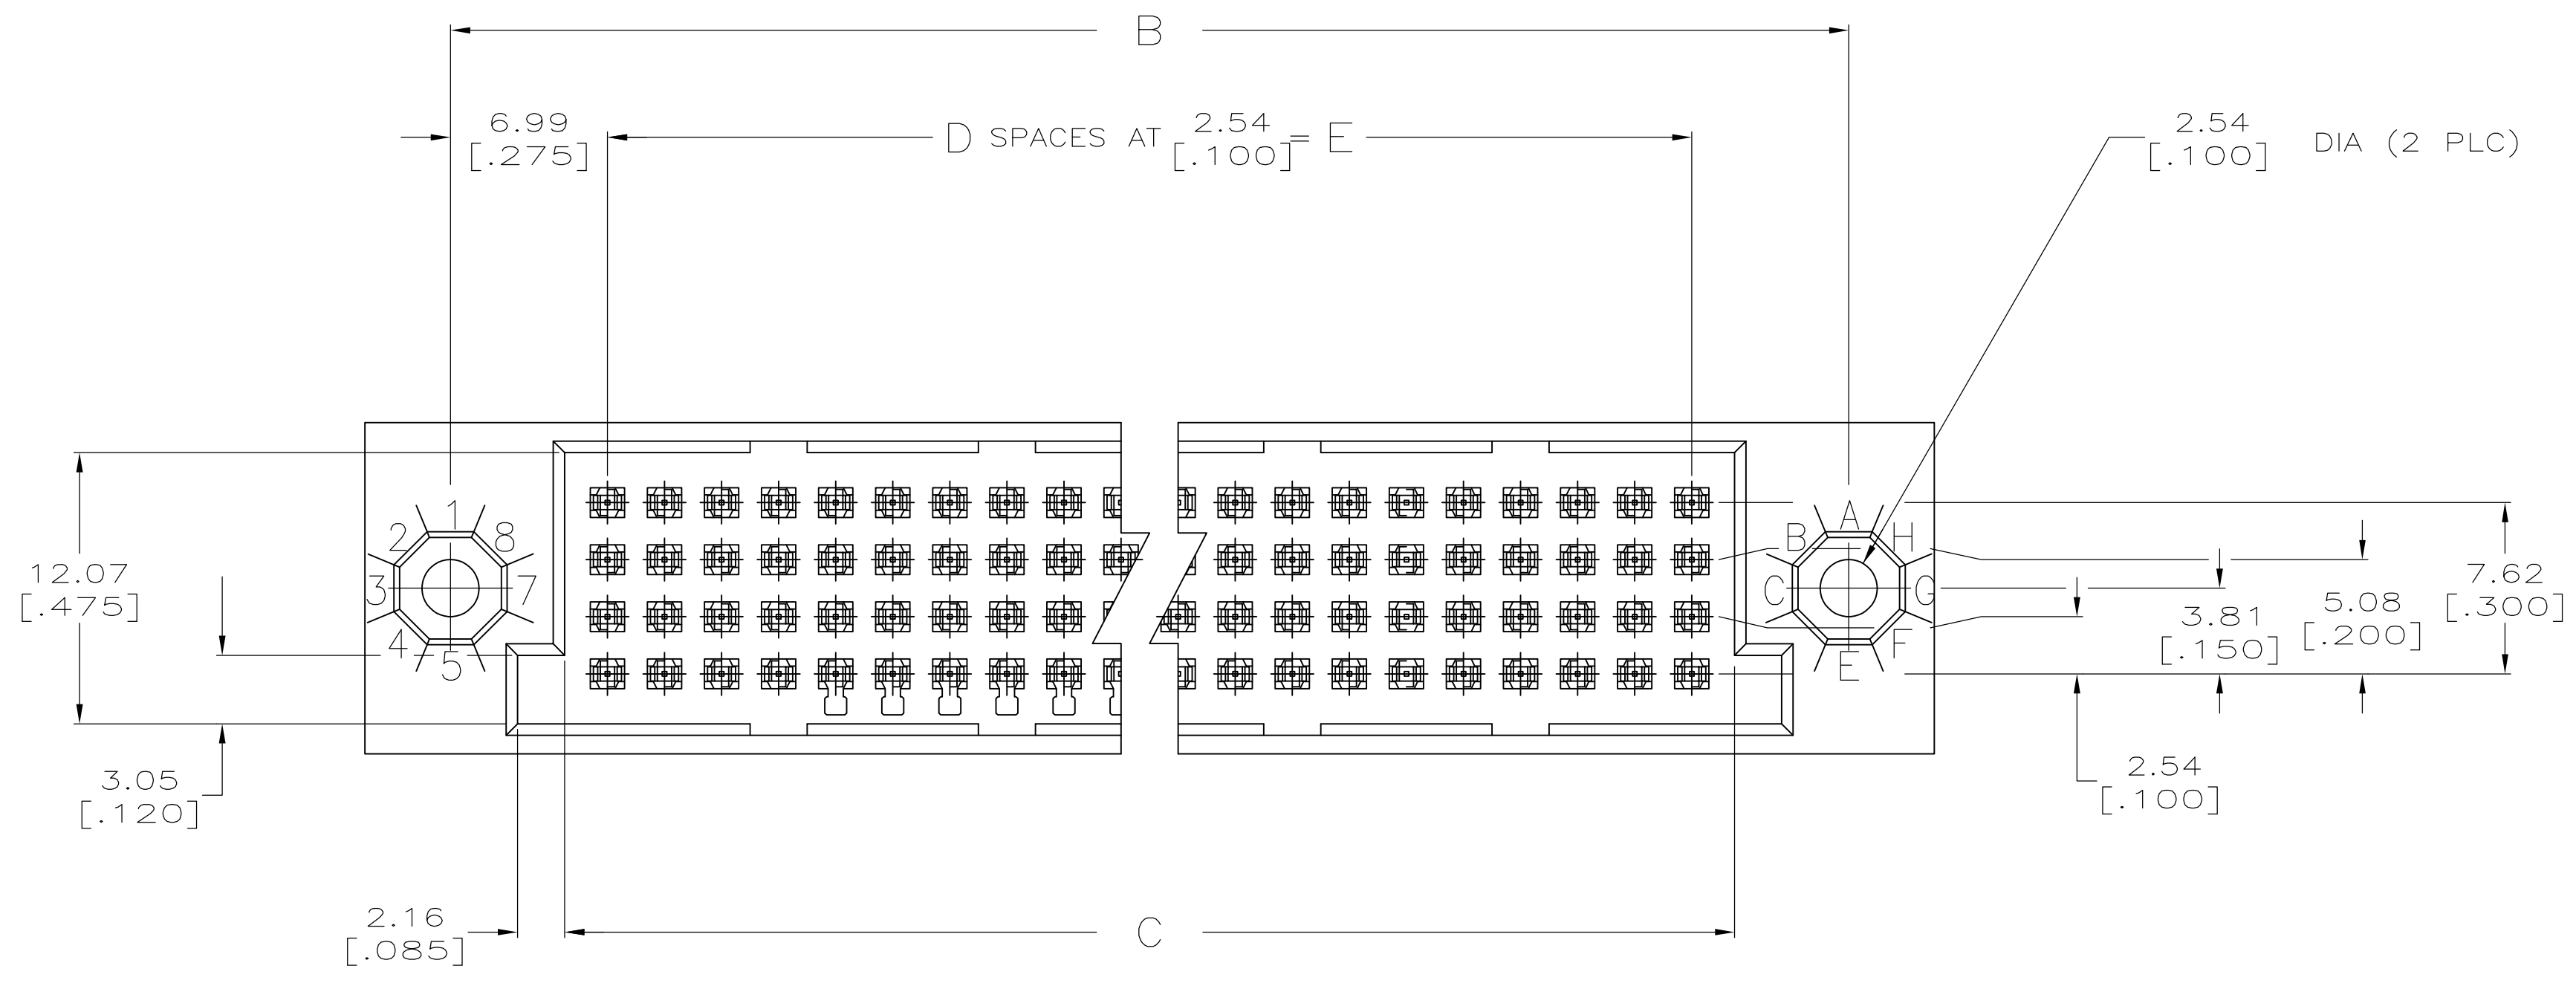 B
6.99
[.275]
D SPACES AT 2.54 [.100] = E
2.54
[.100]
DIA (2 PLC)
1
2
8
3
7
4
5
A
B
H
C
G
F
E
12.07
[.475]
3.05
[.120]
2.16
[.085]
C
7.62
[.300]
5.08
[.200]
3.81
[.150]
2.54
[.100]